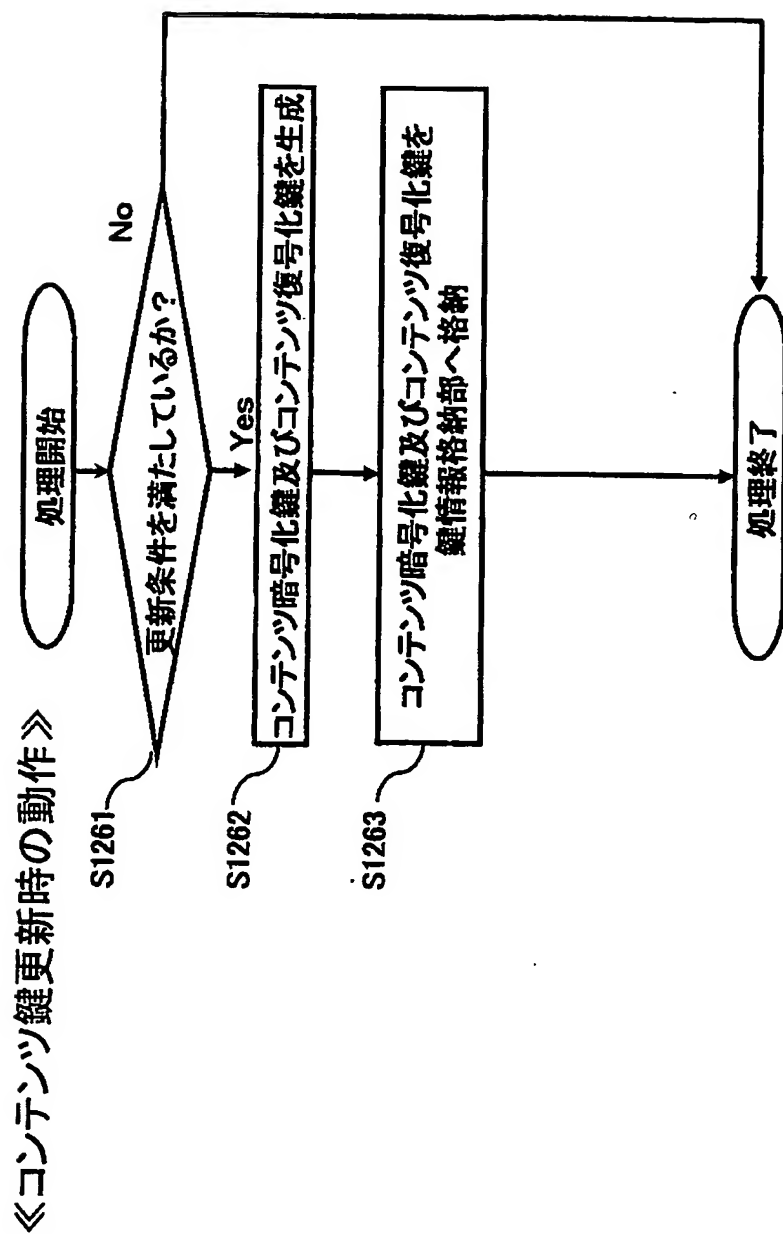 ≪コンテンツ鍵更新時の動作≫
処理開始
S1261
更新条件を満たしているか？
No
Yes
S1262
コンテンツ暗号化鍵及びコンテンツ復号化鍵を生成
S1263
コンテンツ暗号化鍵及びコンテンツ復号化鍵を
鍵情報格納部へ格納
処理終了